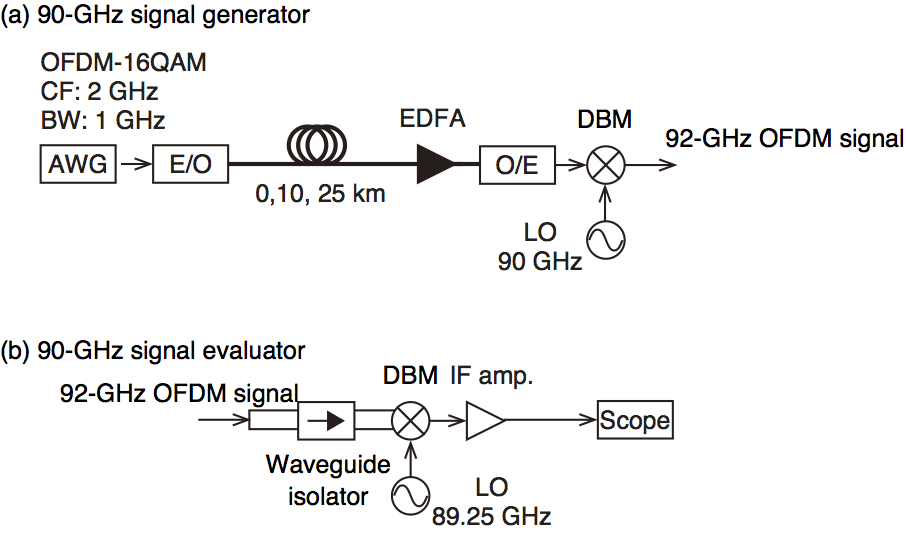 (a) 90-GHz signal generator
OFDM-16QAM
CF: 2 GHz
BW: 1 GHz
EDFA
DBM
92-GHz OFDM signal
AWG
E/O
O/E
0,10, 25 km
LO
90 GHz
(b) 90-GHz signal evaluator
DBM IF amp.
92-GHz OFDM signal
Scope
Waveguide
isolator
LO
89.25 GHz